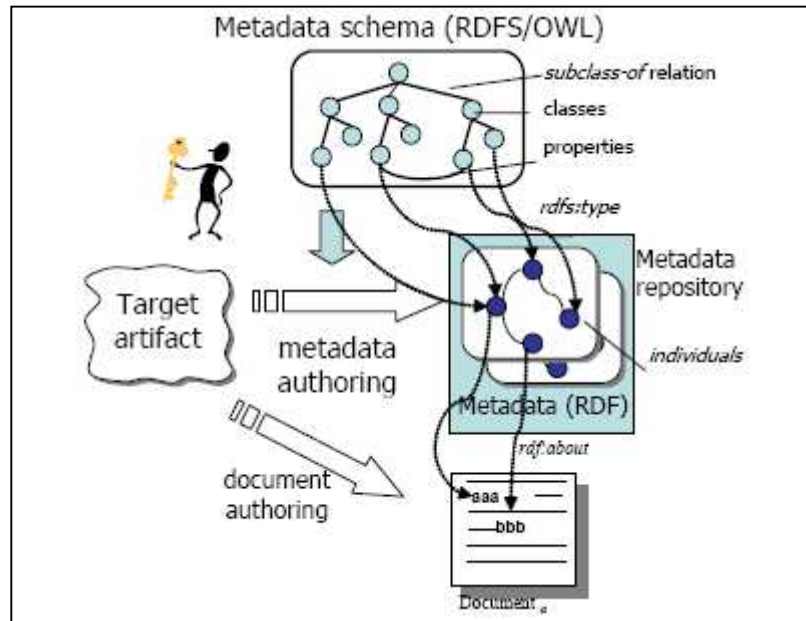 Metadata schema (RDFS/OWL)
subclass-of relation
classes
properties
rdfs:type
Metadata
repository
Target
artifact
metadada
authoring
individuals
Metadata (RDF)
rdf:about
document
authoring
aaa
bbb
Document a